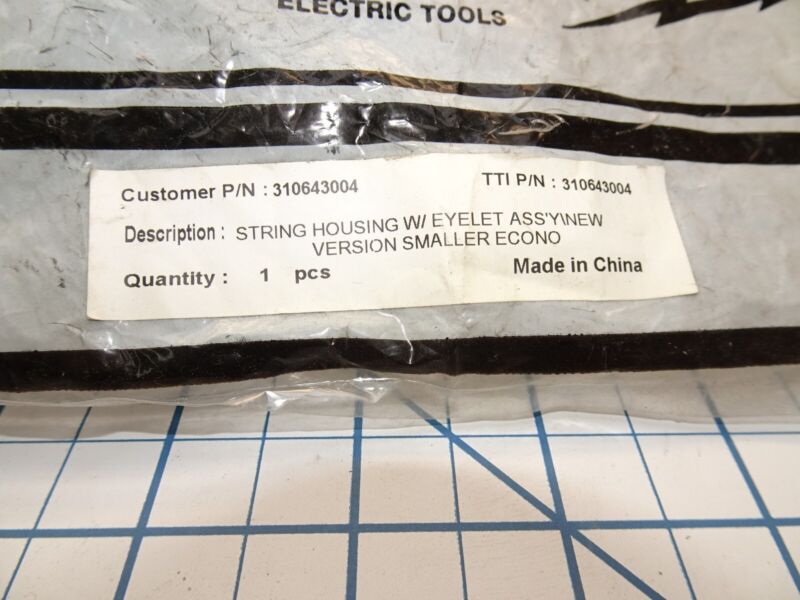 ELECTRIC TOOLS
Customer P/N : 310643004 TTI P/N : 310643004
Description : STRING HOUSING W/ EYELET ASS'Y\NEW
VERSION SMALLER ECONO
Quantity : 1 pcs Made in China